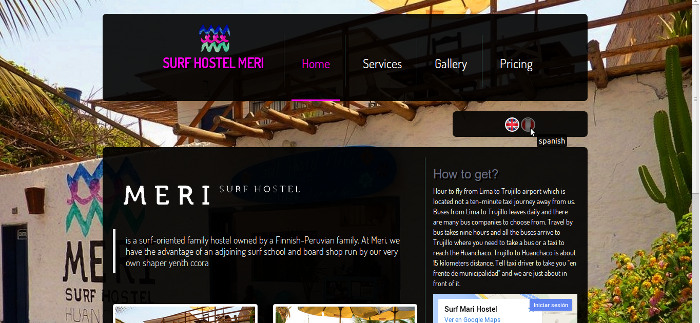 SURF HOSTEL MERI
Home
Services
Gallery
Pricing
spanish
MERI SURF HOSTEL
is a surf-oriented family hostel owned by a Finnish-Peruvian family. At Meri, we
have the advantage of an adjoining surf school and board shop run by our very
own shaper yenth ccora
How to get?
Hour to fly from Lima to Trujillo airport which is
located not a ten-minute taxi journey away from us.
Buses from Lima to Trujillo leaves daily and there
are many bus companies to choose from. Travel by
bus takes nine hours and all the buses arrive to
Trujillo where you need to take a bus or a taxi to
reach the Huanchaco. Trujillo to Huanchaco is about
15 kilometers distance. Tell taxi driver to take you "en
frente de municipalidad" and we are just about in
front of it.
Surf Mari Hostel
Ver en Google Maps
Iniciar sesión
MERI
SURF HOSTEL
HUAN